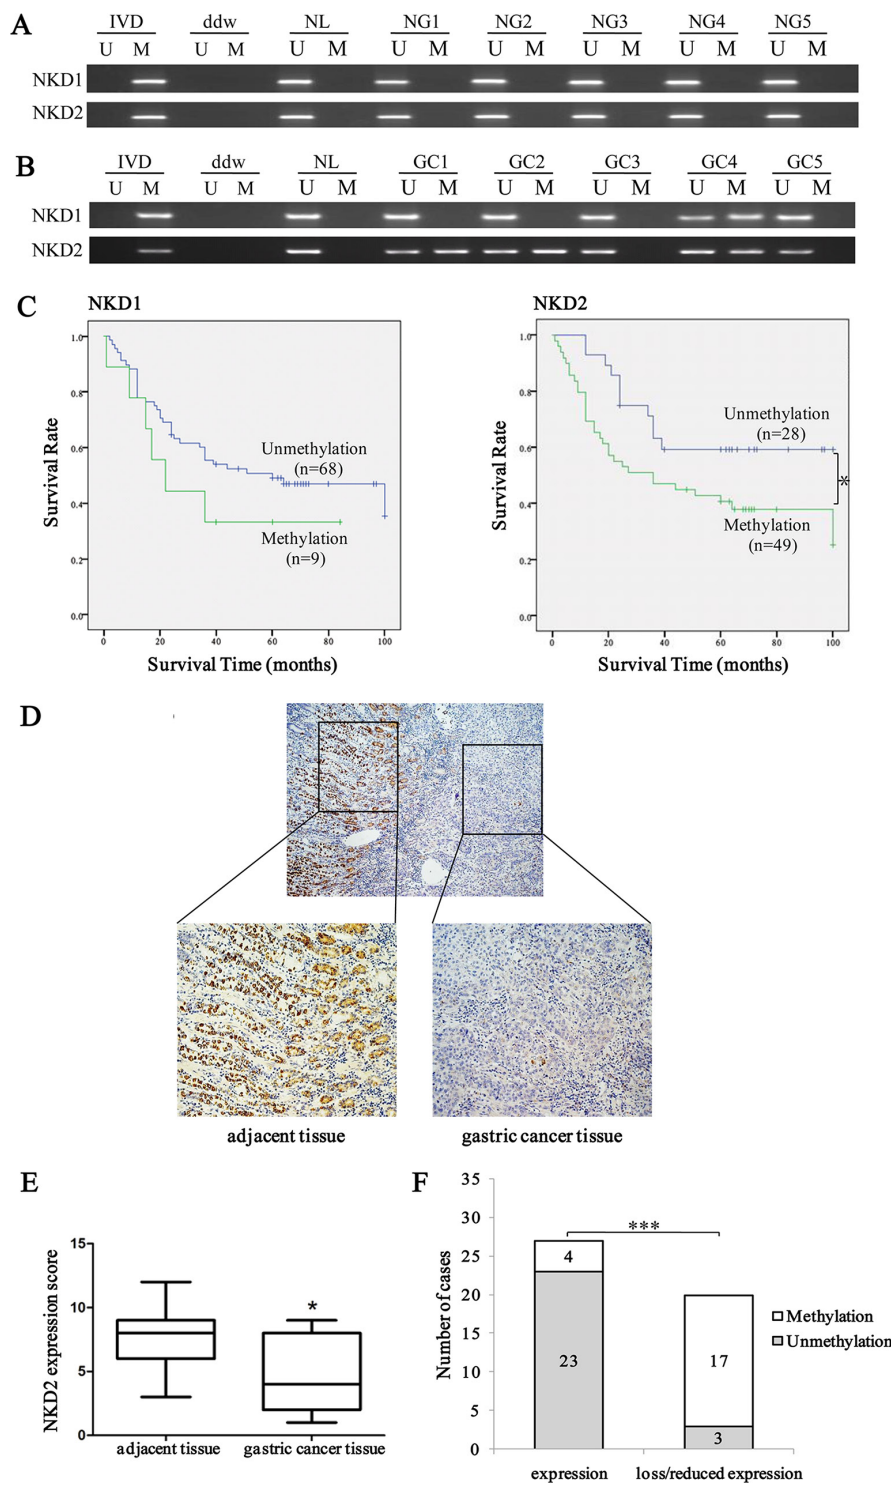 A
IVD ddw NL NG1 NG2 NG3 NG4 NG5
U M U M U M U M U M U M U M U M
NKD1
NKD2
B
IVD ddw NL GC1 GC2 GC3 GC4 GC5
U M U M U M U M U M U M U M U M
NKD1
NKD2
C
NKD1
1.0
0.8
0.6
0.4
0.2
0.0
Survival Rate
Unmethylation
(n=68)
Methylation
(n=9)
0 20 40 60 80 100
Survival Time (months)
NKD2
1.0
0.8
0.6
0.4
0.2
0.0
Survival Rate
Unmethylation
(n=28)
*
Methylation
(n=49)
0 20 40 60 80 100
Survival Time (months)
D
adjacent tissue
gastric cancer tissue
E
NKD2 expression score
15
10
5
0
*
adjacent tissue
gastric cancer tissue
F
Number of cases
35
30
25
20
15
10
5
0
***
4
23
17
3
Methylation
Unmethylation
expression
loss/reduced expression